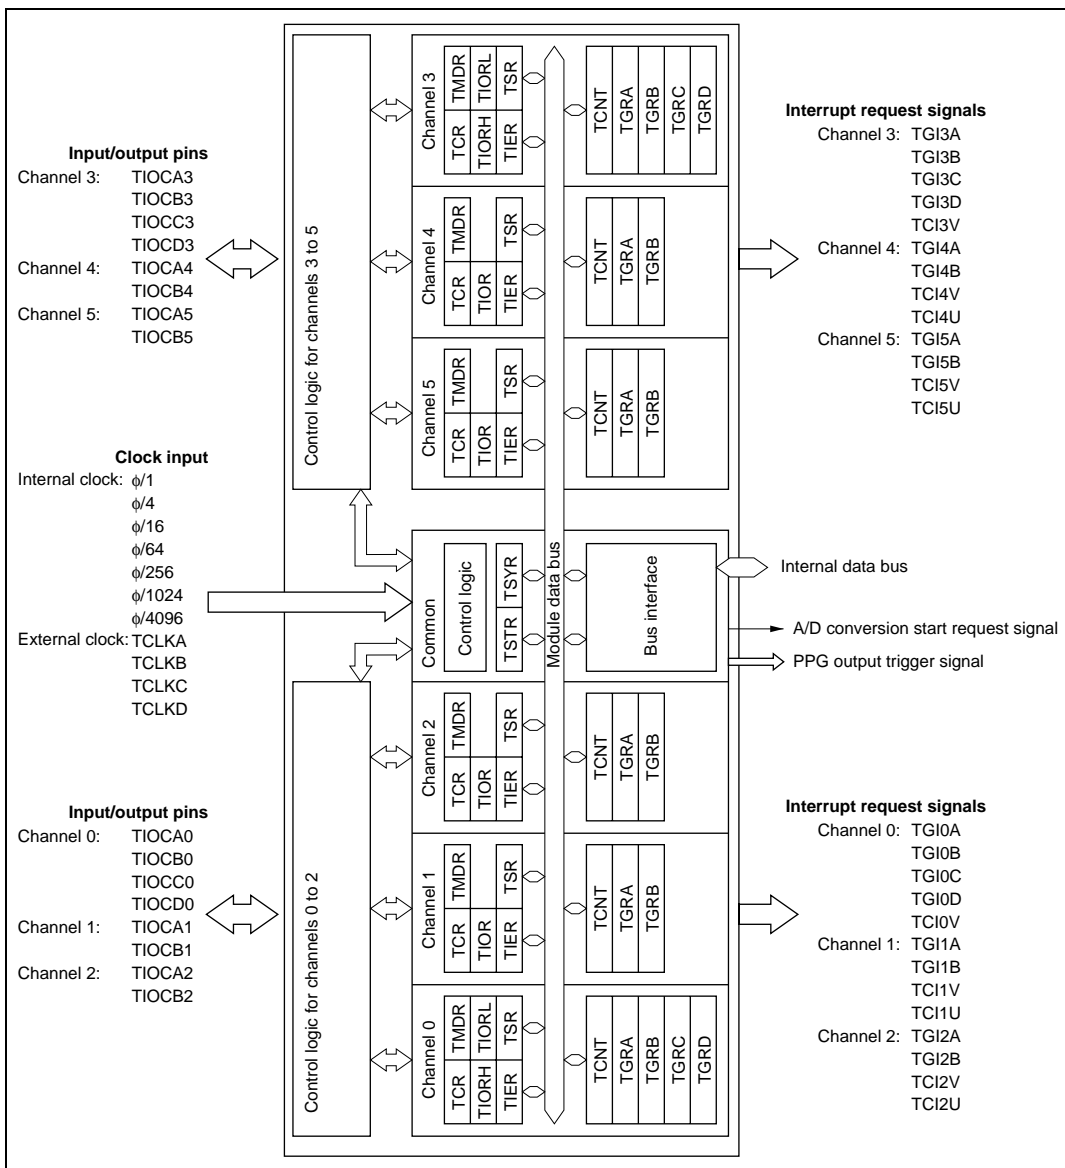 Input/output pins
Channel 3: TIOCA3
TIOCB3
TIOCC3
TIOCD3
Channel 4: TIOCA4
TIOCB4
Channel 5: TIOCA5
TIOCB5
Clock input
Internal clock: ϕ/1
ϕ/4
ϕ/16
ϕ/64
ϕ/256
ϕ/1024
ϕ/4096
External clock: TCLKA
TCLKB
TCLKC
TCLKD
Input/output pins
Channel 0: TIOCA0
TIOCB0
TIOCC0
TIOCD0
Channel 1: TIOCA1
TIOCB1
Channel 2: TIOCA2
TIOCB2
Control logic for channels 3 to 5
Control logic for channels 0 to 2
Channel 3
TMDR
TIORL
TSR
TCR
TIORH
TIER
TCNT
TGRA
TGRB
TGRC
TGRD
Channel 4
TMDR
TSR
TCR
TIOR
TIER
TCNT
TGRA
TGRB
Channel 5
TMDR
TSR
TCR
TIOR
TIER
TCNT
TGRA
TGRB
Common
Control logic
TSYR
TSTR
Module data bus
Bus interface
Channel 2
TMDR
TSR
TCR
TIOR
TIER
TCNT
TGRA
TGRB
Channel 1
TMDR
TSR
TCR
TIOR
TIER
TCNT
TGRA
TGRB
Channel 0
TMDR
TIORL
TSR
TCR
TIORH
TIER
TCNT
TGRA
TGRB
TGRC
TGRD
Interrupt request signals
Channel 3: TGI3A
TGI3B
TGI3C
TGI3D
TCI3V
Channel 4: TGI4A
TGI4B
TCI4V
TCI4U
Channel 5: TGI5A
TGI5B
TCI5V
TCI5U
Internal data bus
A/D conversion start request signal
PPG output trigger signal
Interrupt request signals
Channel 0: TGI0A
TGI0B
TGI0C
TGI0D
TCI0V
Channel 1: TGI1A
TGI1B
TCI1V
TCI1U
Channel 2: TGI2A
TGI2B
TCI2V
TCI2U